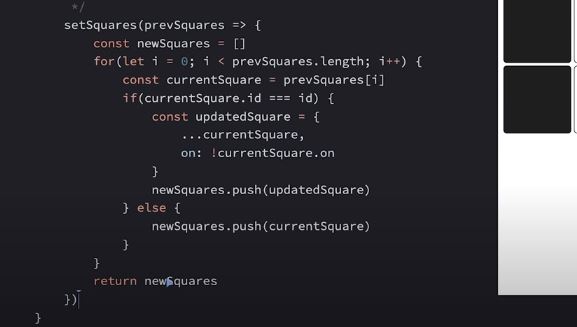 */
setSquares(prevSquares => {
const newSquares = []
for(let i = 0; i < prevSquares.length; i++) {
const currentSquare = prevSquares[i]
if(currentSquare.id === id) {
const updatedSquare = {
...currentSquare,
on: !currentSquare.on
}
newSquares.push(updatedSquare)
} else {
newSquares.push(currentSquare)
}
}
return newSquares
})
}